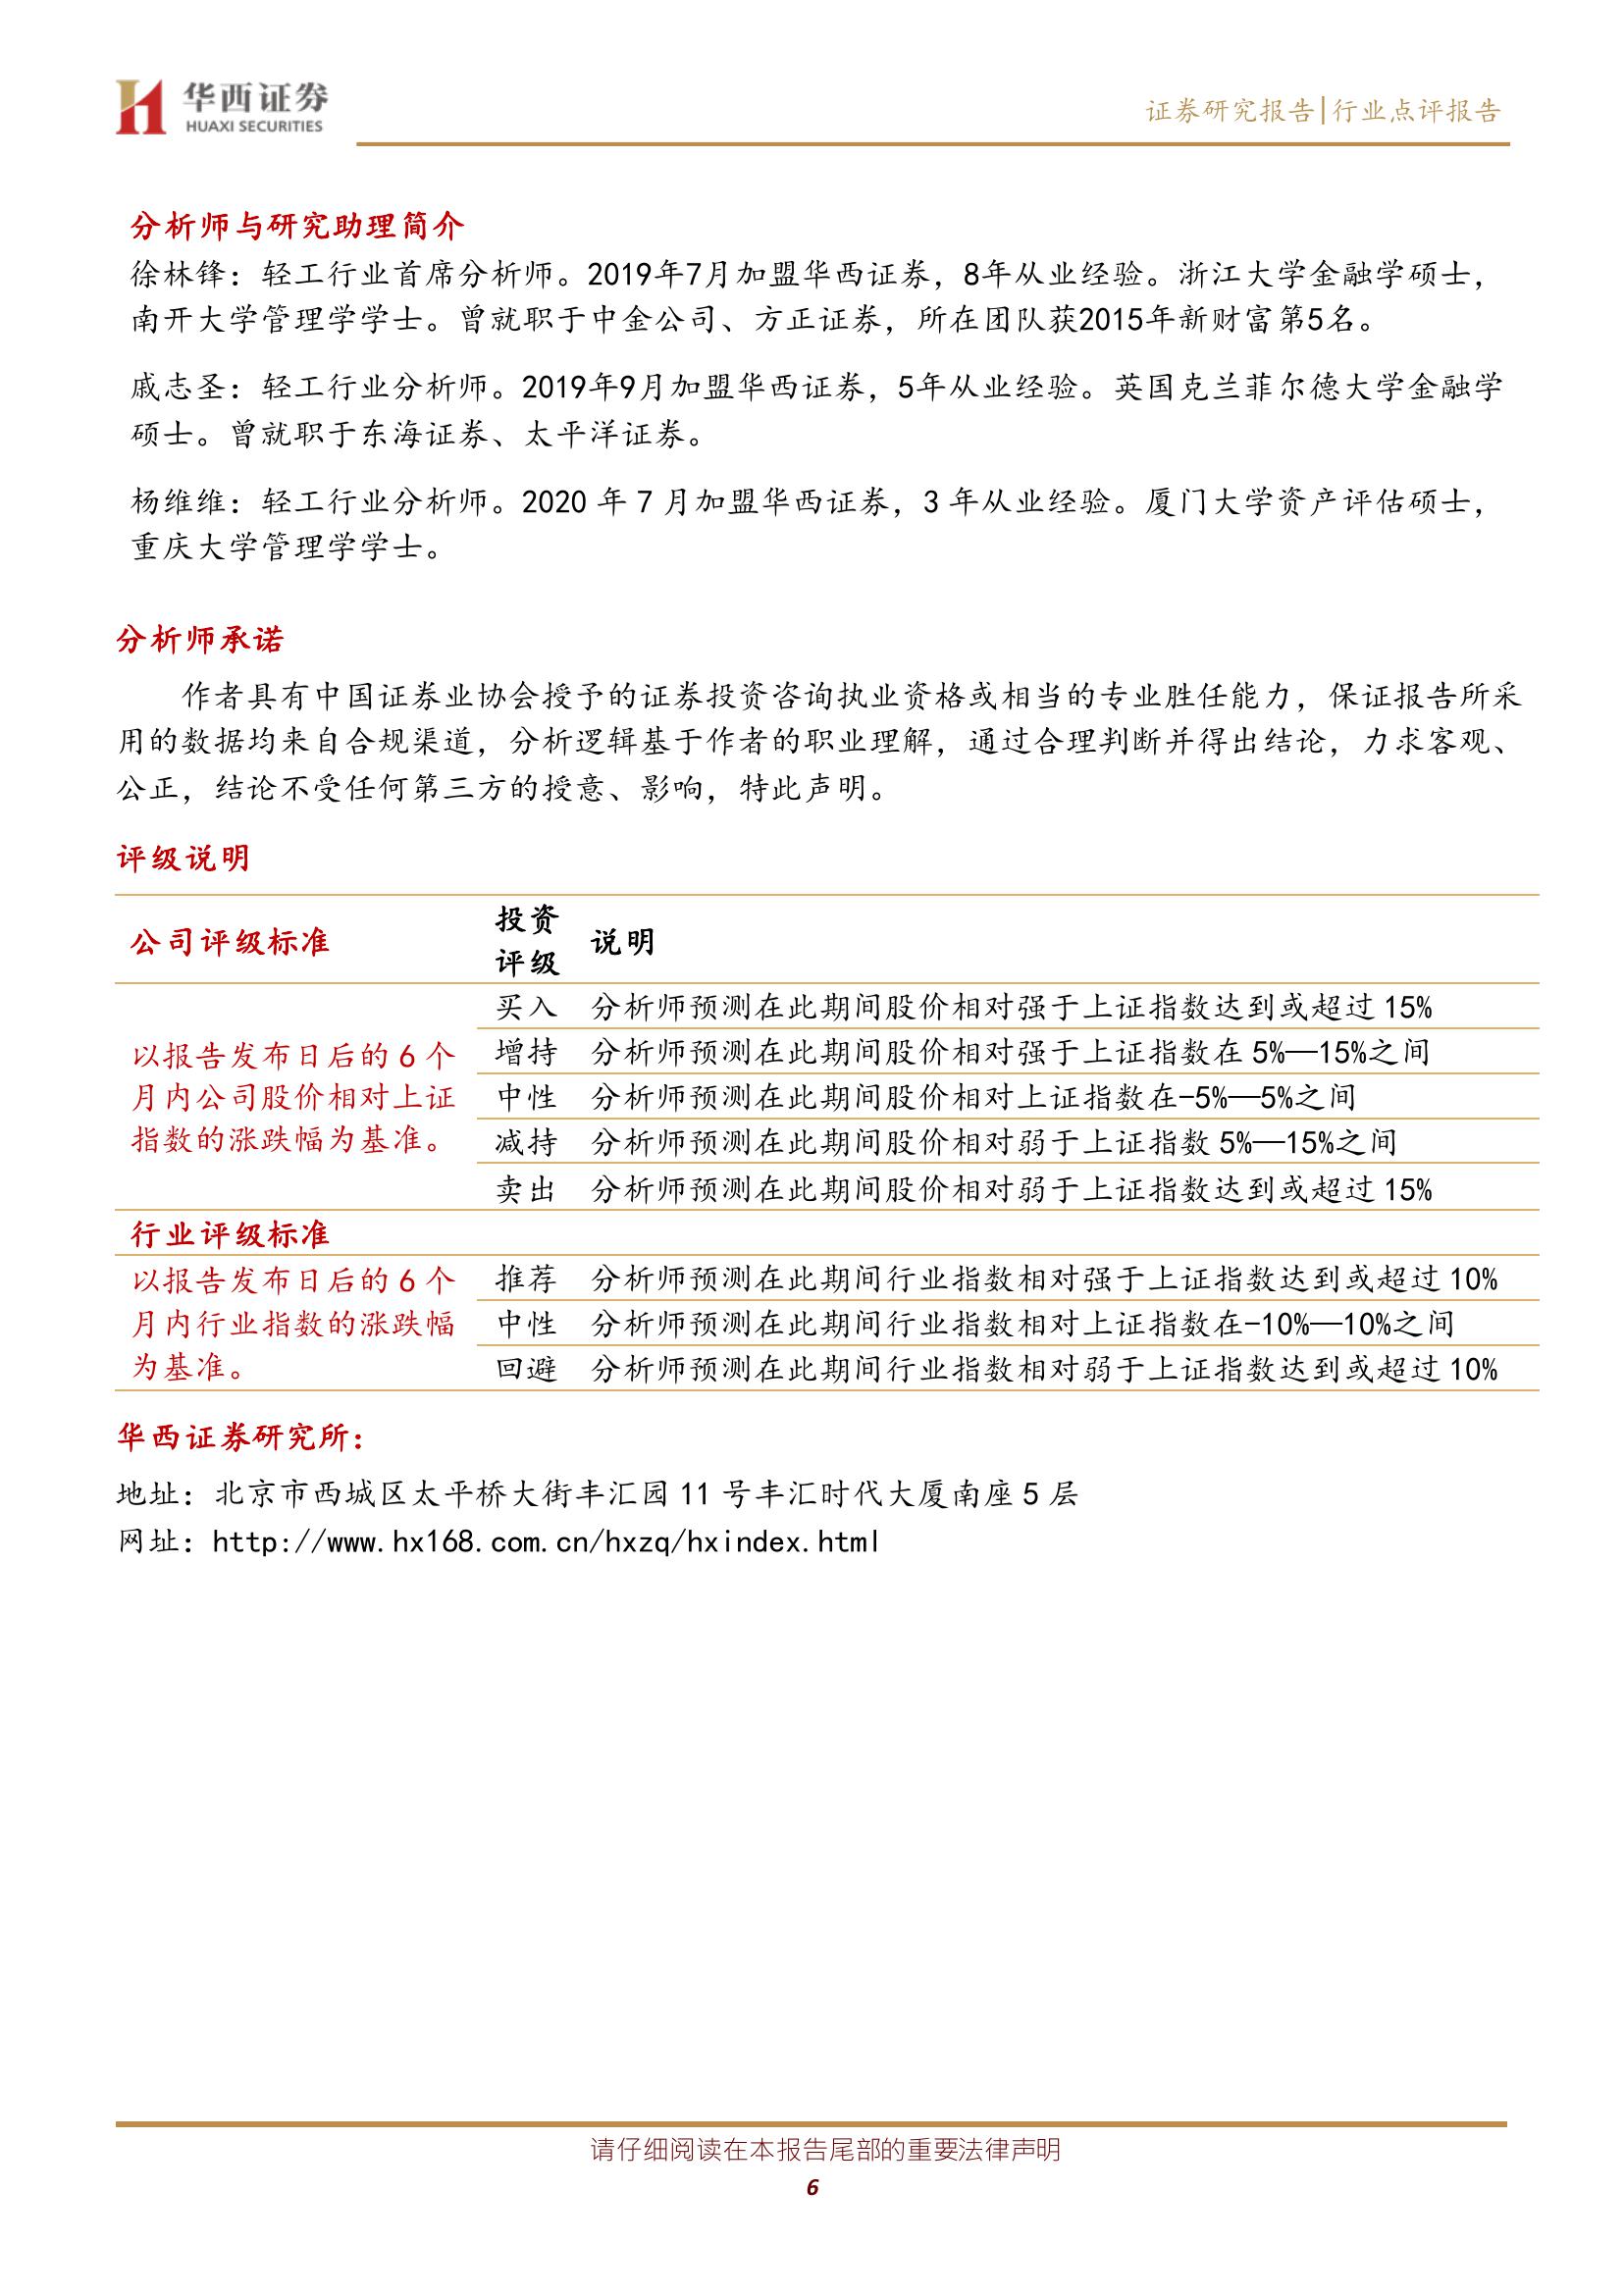 华西证券
HUAXI SECURITIES
证券研究报告|行业点评报告
分析师与研究助理简介
徐林锋：轻工行业首席分析师。2019年7月加盟华西证券，8年从业经验。浙江大学金融学硕士，
南开大学管理学学士。曾就职于中金公司、方正证券，所在团队获2015年新财富第5名。
戚志圣：轻工行业分析师。2019年9月加盟华西证券，5年从业经验。英国克兰菲尔德大学金融学
硕士。曾就职于东海证券、太平洋证券。
杨维维：轻工行业分析师。2020 年 7 月加盟华西证券，3 年从业经验。厦门大学资产评估硕士，
重庆大学管理学学士。
分析师承诺
作者具有中国证券业协会授予的证券投资咨询执业资格或相当的专业胜任能力，保证报告所采
用的数据均来自合规渠道，分析逻辑基于作者的职业理解，通过合理判断并得出结论，力求客观、
公正，结论不受任何第三方的授意、影响，特此声明。
评级说明
公司评级标准
投资
评级
说明
以报告发布日后的 6 个
月内公司股价相对上证
指数的涨跌幅为基准。
买入 分析师预测在此期间股价相对强于上证指数达到或超过 15%
增持 分析师预测在此期间股价相对强于上证指数在 5%—15%之间
中性 分析师预测在此期间股价相对上证指数在-5%—5%之间
减持 分析师预测在此期间股价相对弱于上证指数 5%—15%之间
卖出 分析师预测在此期间股价相对弱于上证指数达到或超过 15%
行业评级标准
以报告发布日后的 6 个
月内行业指数的涨跌幅
为基准。
推荐 分析师预测在此期间行业指数相对强于上证指数达到或超过 10%
中性 分析师预测在此期间行业指数相对上证指数在-10%—10%之间
回避 分析师预测在此期间行业指数相对弱于上证指数达到或超过 10%
华西证券研究所：
地址：北京市西城区太平桥大街丰汇园 11 号丰汇时代大厦南座 5 层
网址：http://www.hx168.com.cn/hxzq/hxindex.html
请仔细阅读在本报告尾部的重要法律声明
6